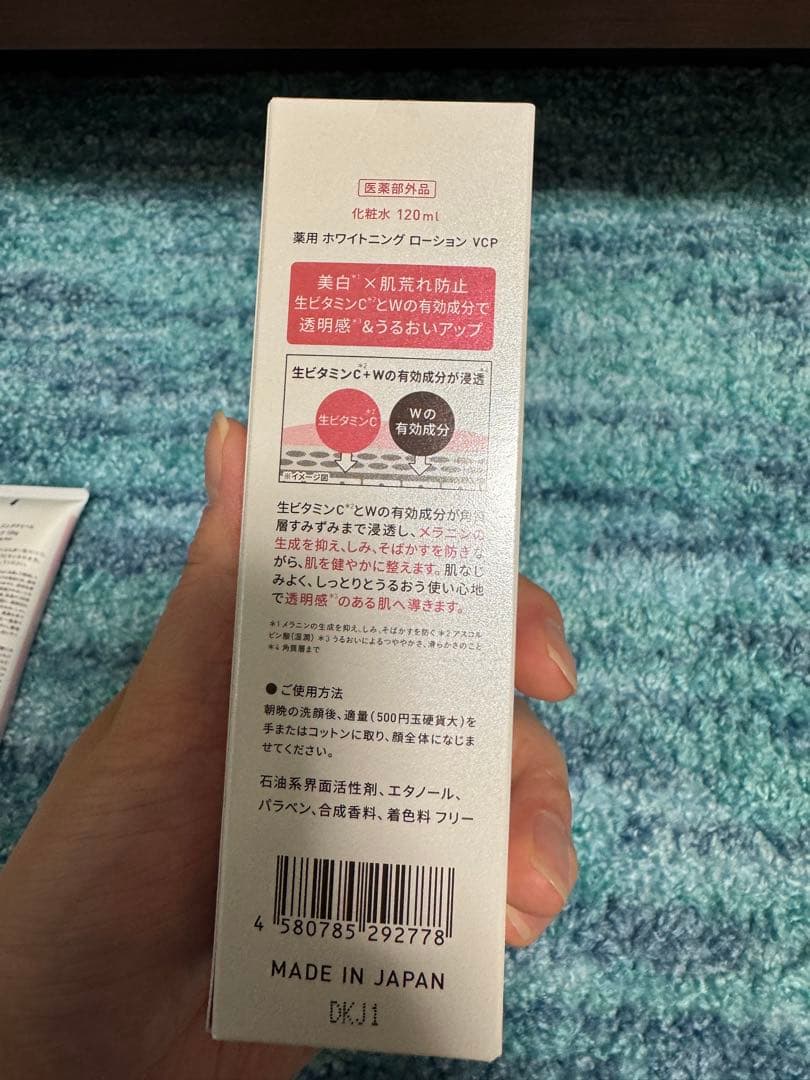 医薬部外品
化粧水 120ml
薬用 ホワイトニング ローション VCP
美白※1×肌荒れ防止
生ビタミンC※2とWの有効成分で
透明感※3&うるおいアップ
生ビタミンC※2+Wの有効成分が浸透※4
生ビタミンC※2
Wの
有効成分
※イメージ図
生ビタミンC※2とWの有効成分が角質
層すみずみまで浸透し、メラニンの
生成を抑え、しみ、そばかすを防ぎな
がら、肌を健やかに整えます。肌なじ
みよく、しっとりとうるおう使い心地
で透明感※3のある肌へ導きます。
※1 メラニンの生成を抑え、しみ、そばかすを防ぐ ※2 アスコル
ビン酸(湿潤) ※3 うるおいによるつややかさ、滑らかさのこと
※4 角質層まで
● ご使用方法
朝晩の洗顔後、適量(500円玉硬貨大)を
手またはコットンに取り、顔全体になじま
せてください。
石油系界面活性剤、エタノール、
パラベン、合成香料、着色料 フリー
4 580785 292778
MADE IN JAPAN
DKJ1